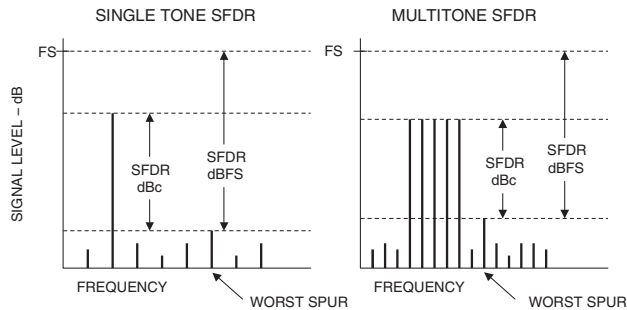 SINGLE TONE SFDR
FS
SIGNAL LEVEL – dB
SFDR
dBc
SFDR
dBFS
FREQUENCY
WORST SPUR
MULTITONE SFDR
FS
SFDR
dBc
SFDR
dBFS
FREQUENCY
WORST SPUR